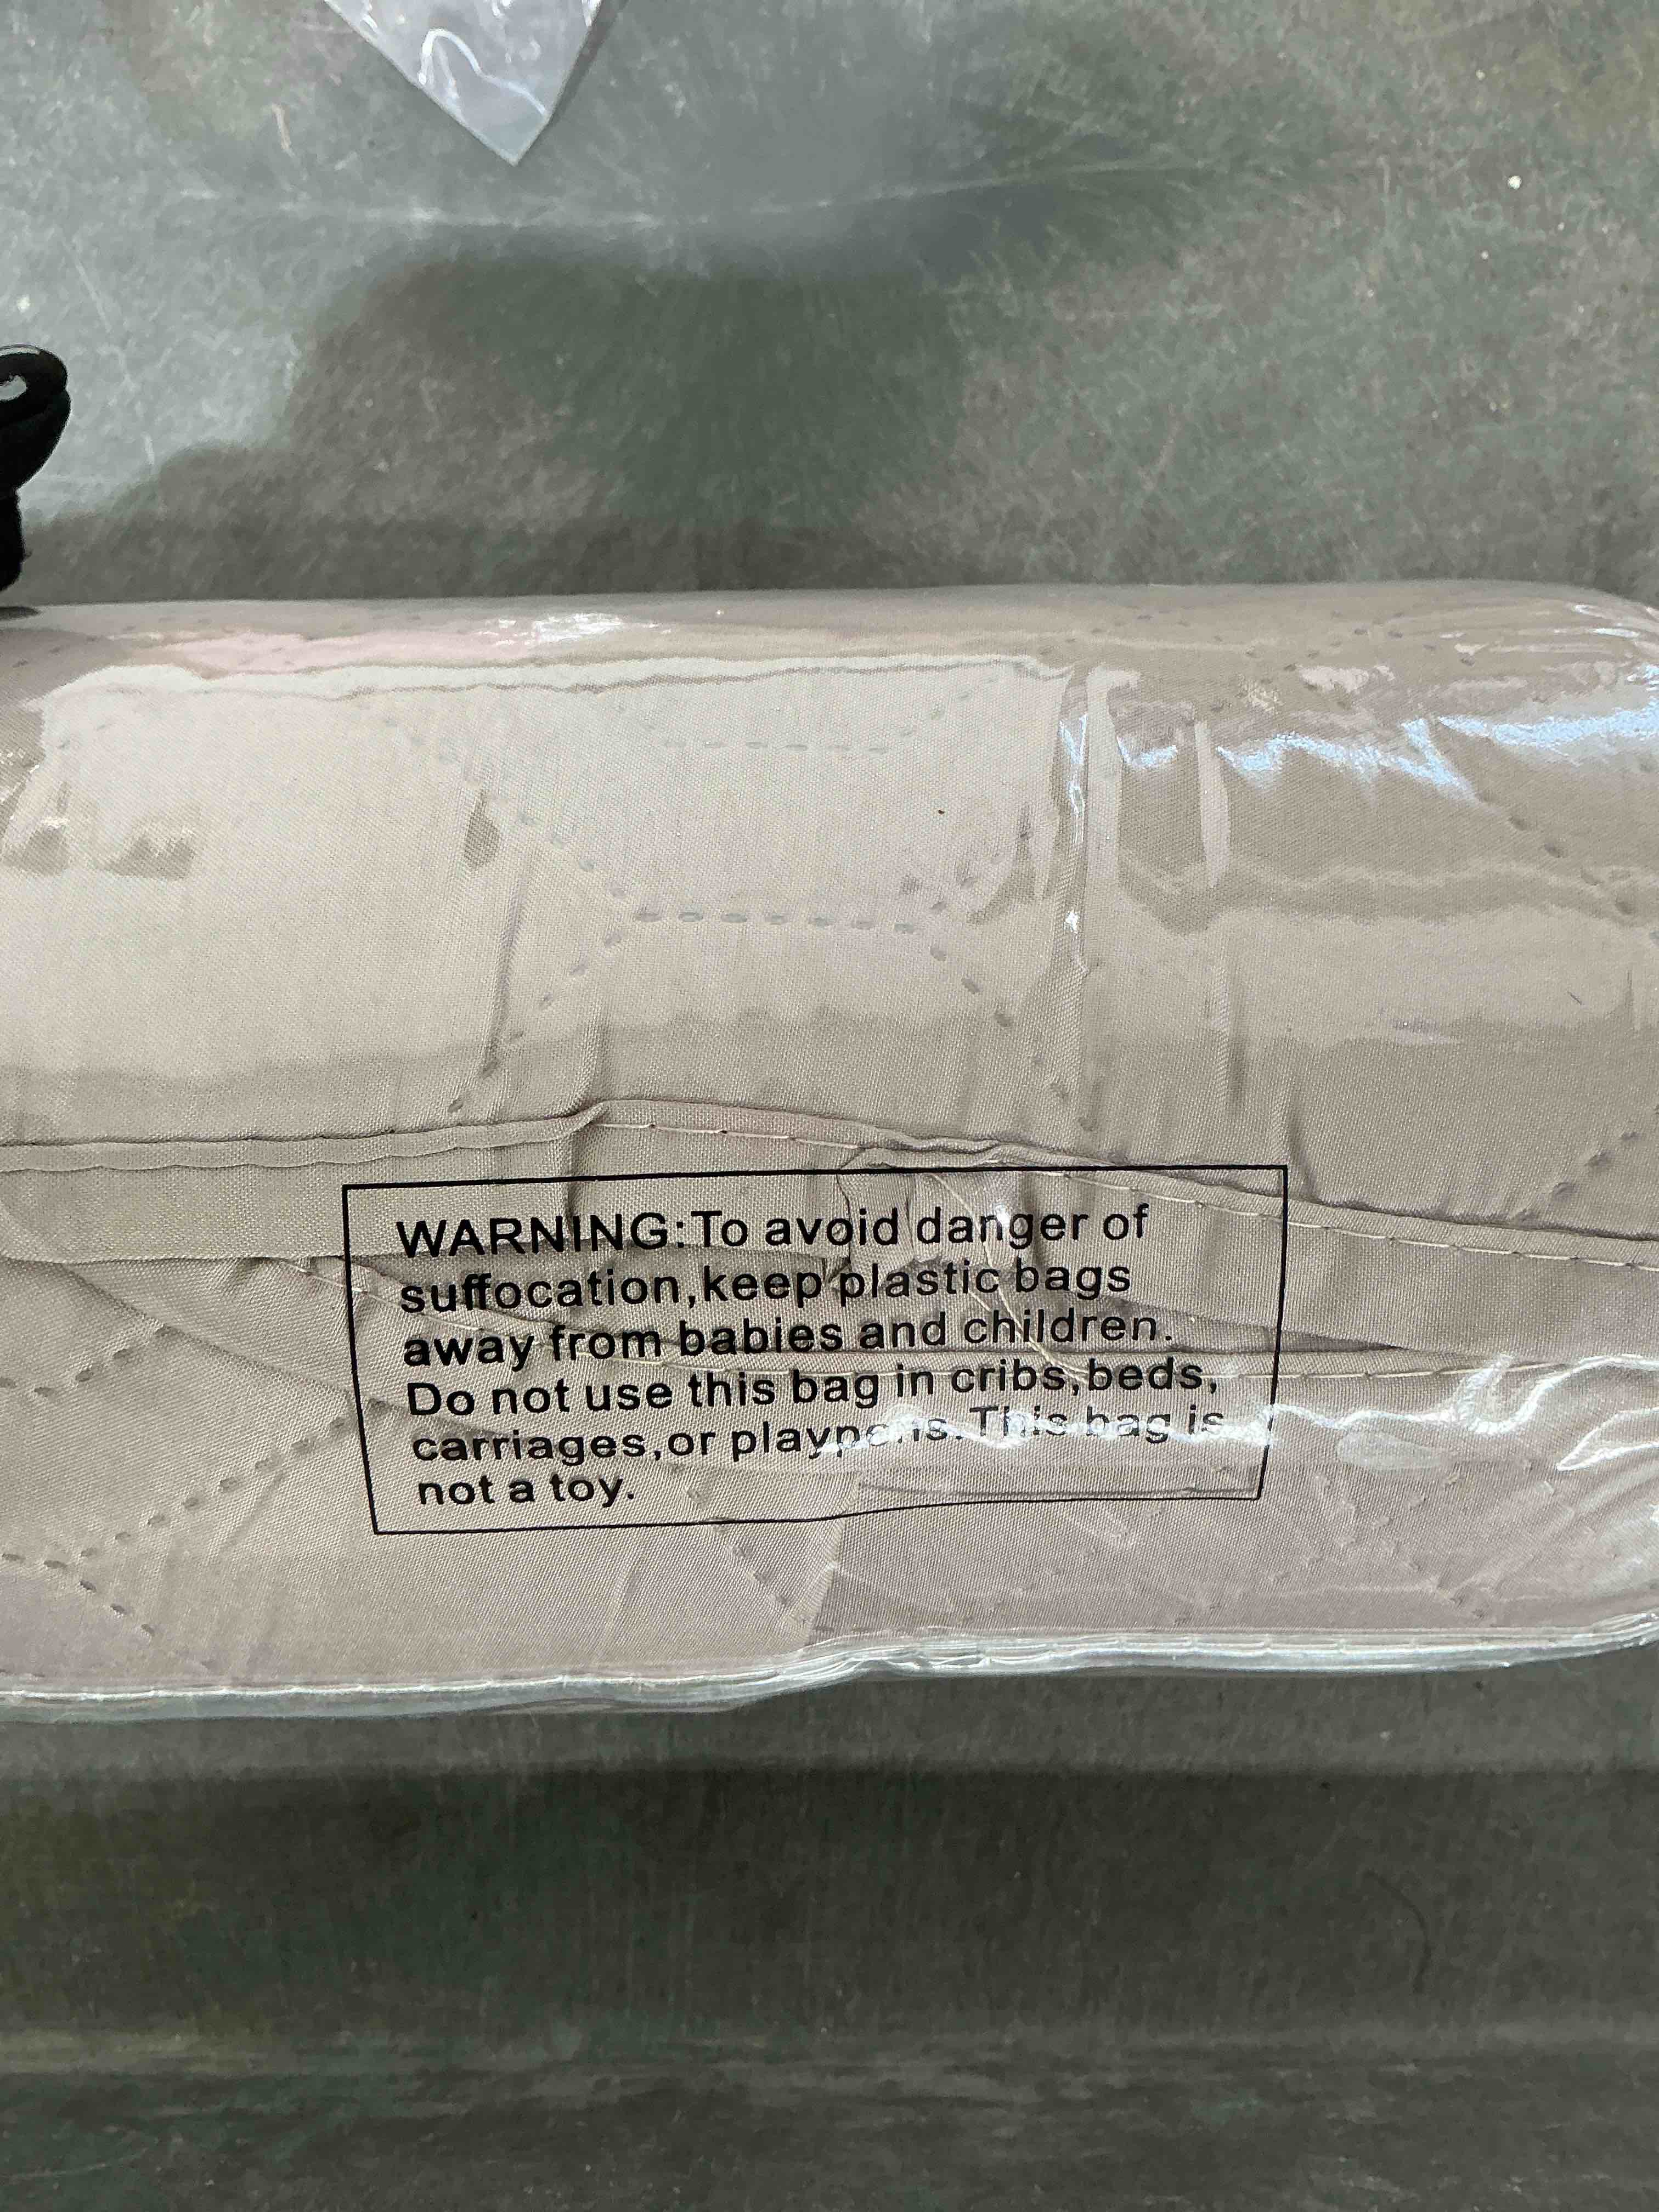 WARNING:To avoid danger of
suffocation,keep plastic bags
away from babies and children.
Do not use this bag in cribs,beds,
carriages,or playpens.This bag is
not a toy.